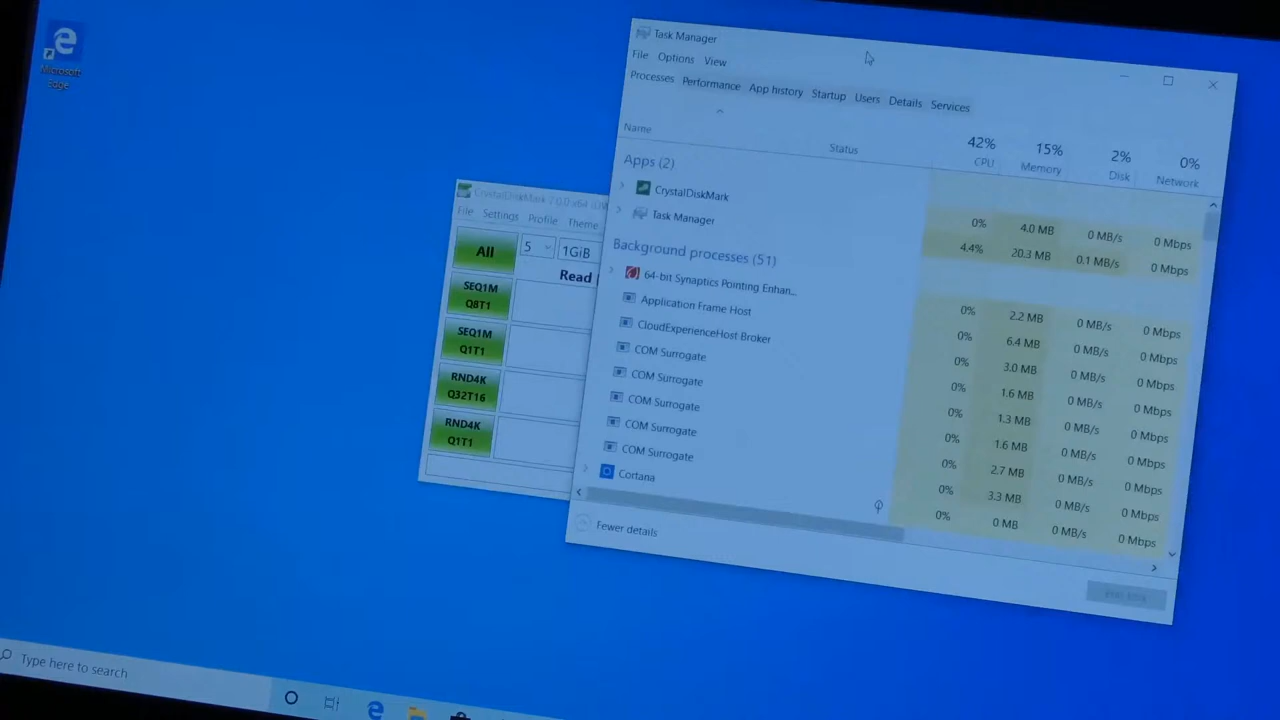 Microsoft
Edge
Task Manager
File Options View
Processes Performance App history Startup Users Details Services
42% 15% 2% 0%
Name Status CPU Memory Disk Network
Apps (2)
CrystalDiskMark 0% 4.0 MB 0 MB/s 0 Mbps
Task Manager 4.4% 20.3 MB 0.1 MB/s 0 Mbps
Background processes (51)
64-bit Synaptics Pointing Enhan... 0% 2.2 MB 0 MB/s 0 Mbps
Application Frame Host 0% 6.4 MB 0 MB/s 0 Mbps
CloudExperienceHost Broker 0% 3.0 MB 0 MB/s 0 Mbps
COM Surrogate 0% 1.6 MB 0 MB/s 0 Mbps
COM Surrogate 0% 1.3 MB 0 MB/s 0 Mbps
COM Surrogate 0% 1.6 MB 0 MB/s 0 Mbps
COM Surrogate 0% 2.7 MB 0 MB/s 0 Mbps
COM Surrogate 0% 3.3 MB 0 MB/s 0 Mbps
Cortana 0% 0 MB 0 MB/s 0 Mbps
Fewer details
CrystalDiskMark 7.0.0 x64
File Settings Profile Theme
All 5 1GiB
Read
SEQ1M
Q8T1
SEQ1M
Q1T1
RND4K
Q32T16
RND4K
Q1T1
Type here to search